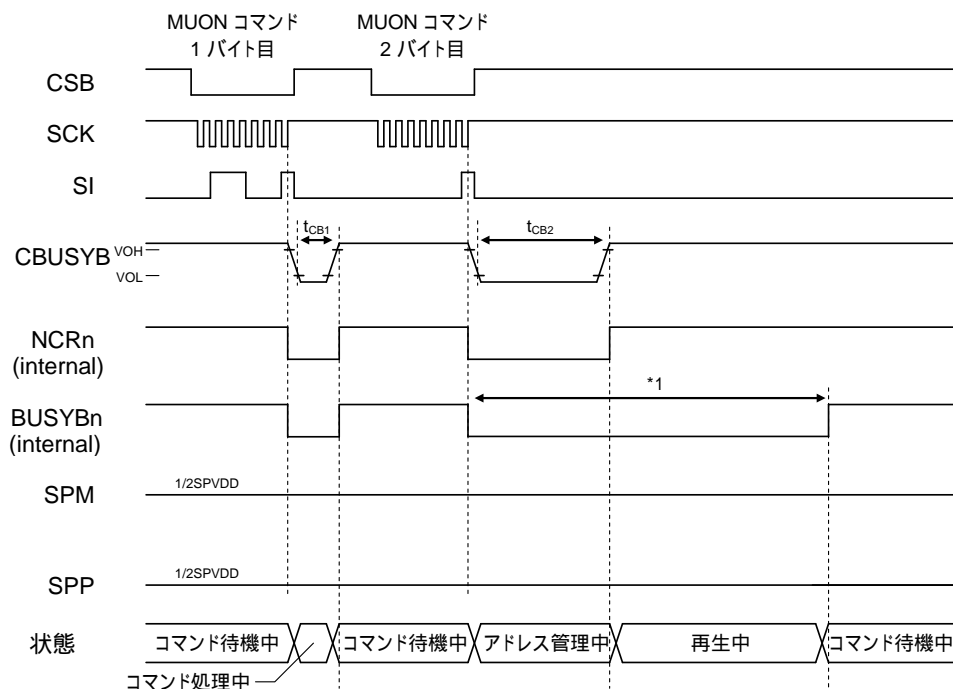 MUON コマンド
1 バイト目
MUON コマンド
2 バイト目
CSB
SCK
SI
tCB1
tCB2
CBUSYB
VOH
VOL
NCRn
(internal)
*1
BUSYBn
(internal)
SPM
1/2SPVDD
SPP
1/2SPVDD
状態
コマンド待機中
コマンド待機中
アドレス管理中
再生中
コマンド待機中
コマンド処理中